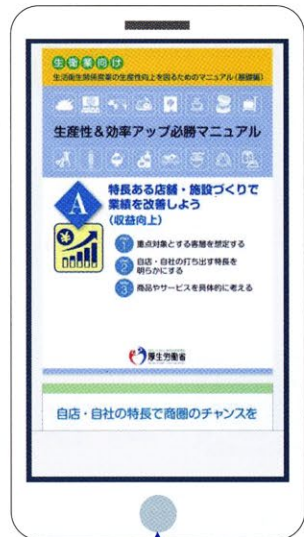 生衛業向け
生活衛生関係営業の生産性向上を図るためのマニュアル(基礎編)
生産性&効率アップ必勝マニュアル
A
特長ある店舗・施設づくりで
業績を改善しよう
(収益向上)
¥
1 重点対象とする客層を想定する
2 自店・自社の打ち出す特長を
明らかにする
3 商品やサービスを具体的に考える
厚生労働省
自店・自社の特長で商圏のチャンスを